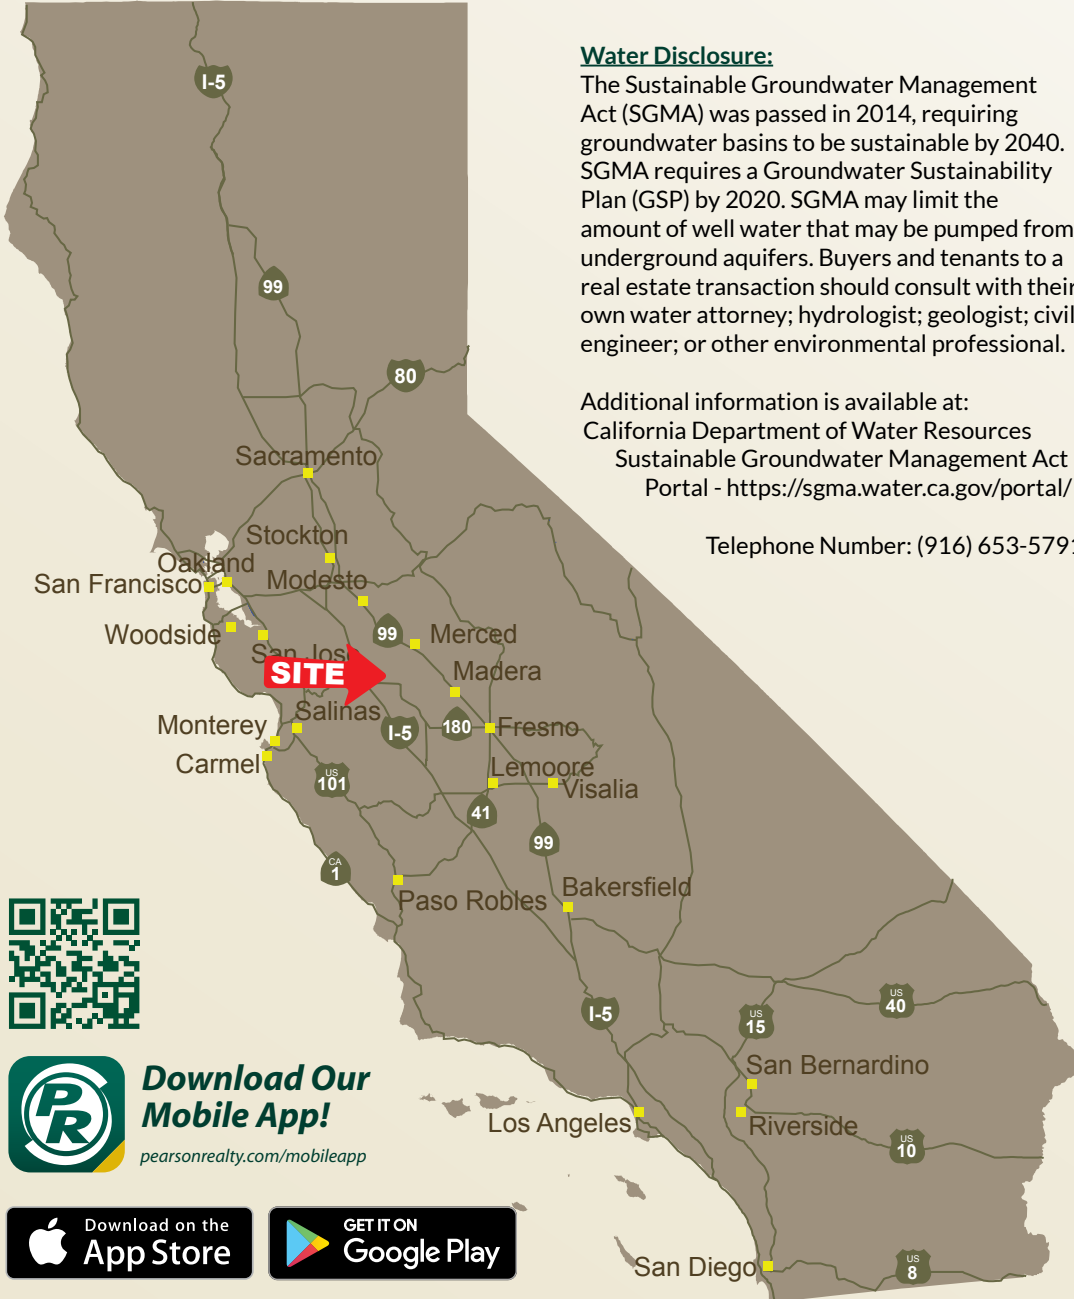 Water Disclosure:
The Sustainable Groundwater Management
Act (SGMA) was passed in 2014, requiring
groundwater basins to be sustainable by 2040.
SGMA requires a Groundwater Sustainability
Plan (GSP) by 2020. SGMA may limit the
amount of well water that may be pumped from
underground aquifers. Buyers and tenants to a
real estate transaction should consult with their
own water attorney; hydrologist; geologist; civil
engineer; or other environmental professional.
Additional information is available at:
California Department of Water Resources
Sustainable Groundwater Management Act
Portal - https://sgma.water.ca.gov/portal/
Telephone Number: (916) 653-5791
I-5
99
80
Sacramento
Stockton
Oakland
San Francisco
Modesto
Woodside
99
Merced
San Jose
SITE
Madera
Salinas
Monterey
I-5
180
Fresno
Carmel
Lemoore
US
101
Visalia
41
99
CA
1
Bakersfield
Paso Robles
I-5
US
15
US
40
San Bernardino
Los Angeles
Riverside
US
10
San Diego
US
8
PR
Download Our
Mobile App!
pearsonrealty.com/mobileapp
Download on the
App Store
GET IT ON
Google Play